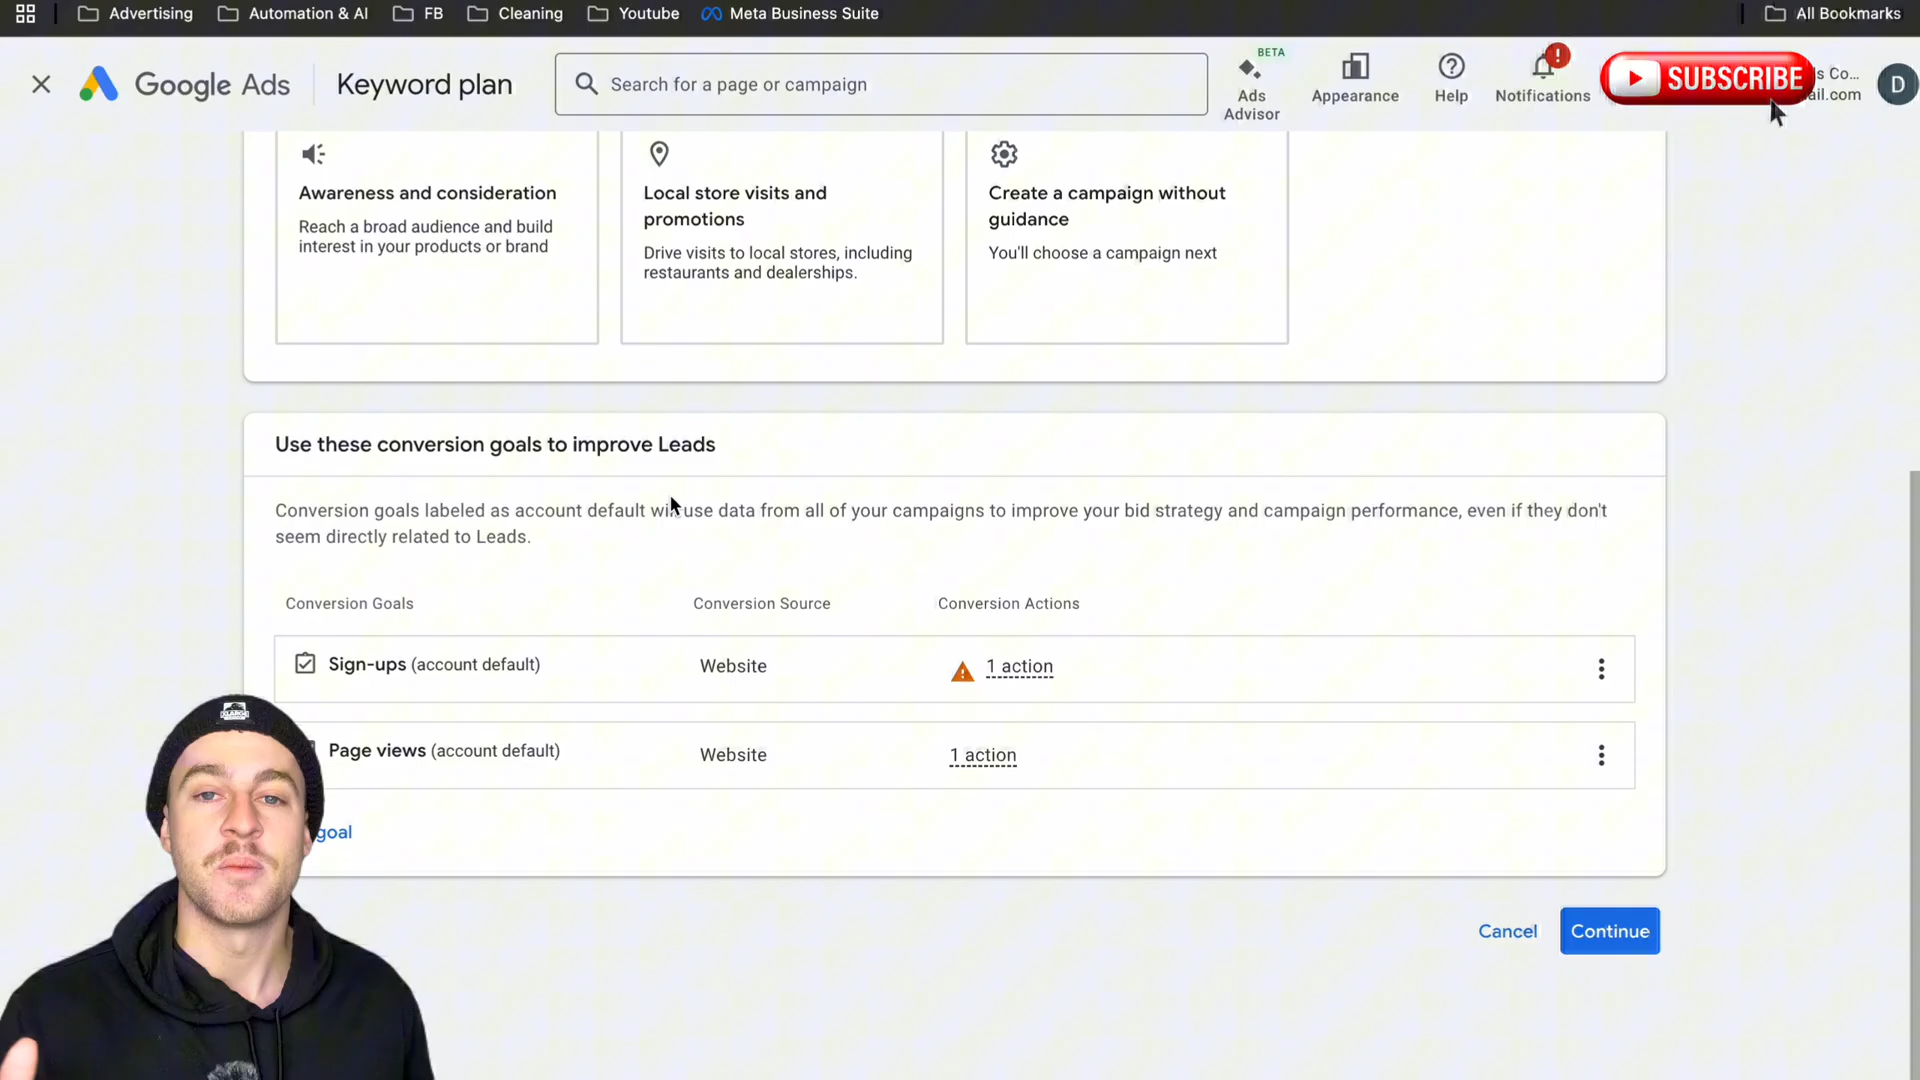 Advertising
Automation & AI
FB
Cleaning
Youtube
Meta Business Suite
All Bookmarks
Google Ads
Keyword plan
Search for a page or campaign
BETA
Ads
Advisor
Appearance
Help
Notifications
SUBSCRIBE
s Co...
ail.com
D
Awareness and consideration
Reach a broad audience and build
interest in your products or brand
Local store visits and
promotions
Drive visits to local stores, including
restaurants and dealerships.
Create a campaign without
guidance
You'll choose a campaign next
Use these conversion goals to improve Leads
Conversion goals labeled as account default will use data from all of your campaigns to improve your bid strategy and campaign performance, even if they don't
seem directly related to Leads.
Conversion Goals
Conversion Source
Conversion Actions
Sign-ups (account default)
Website
1 action
Page views (account default)
Website
1 action
goal
Cancel
Continue